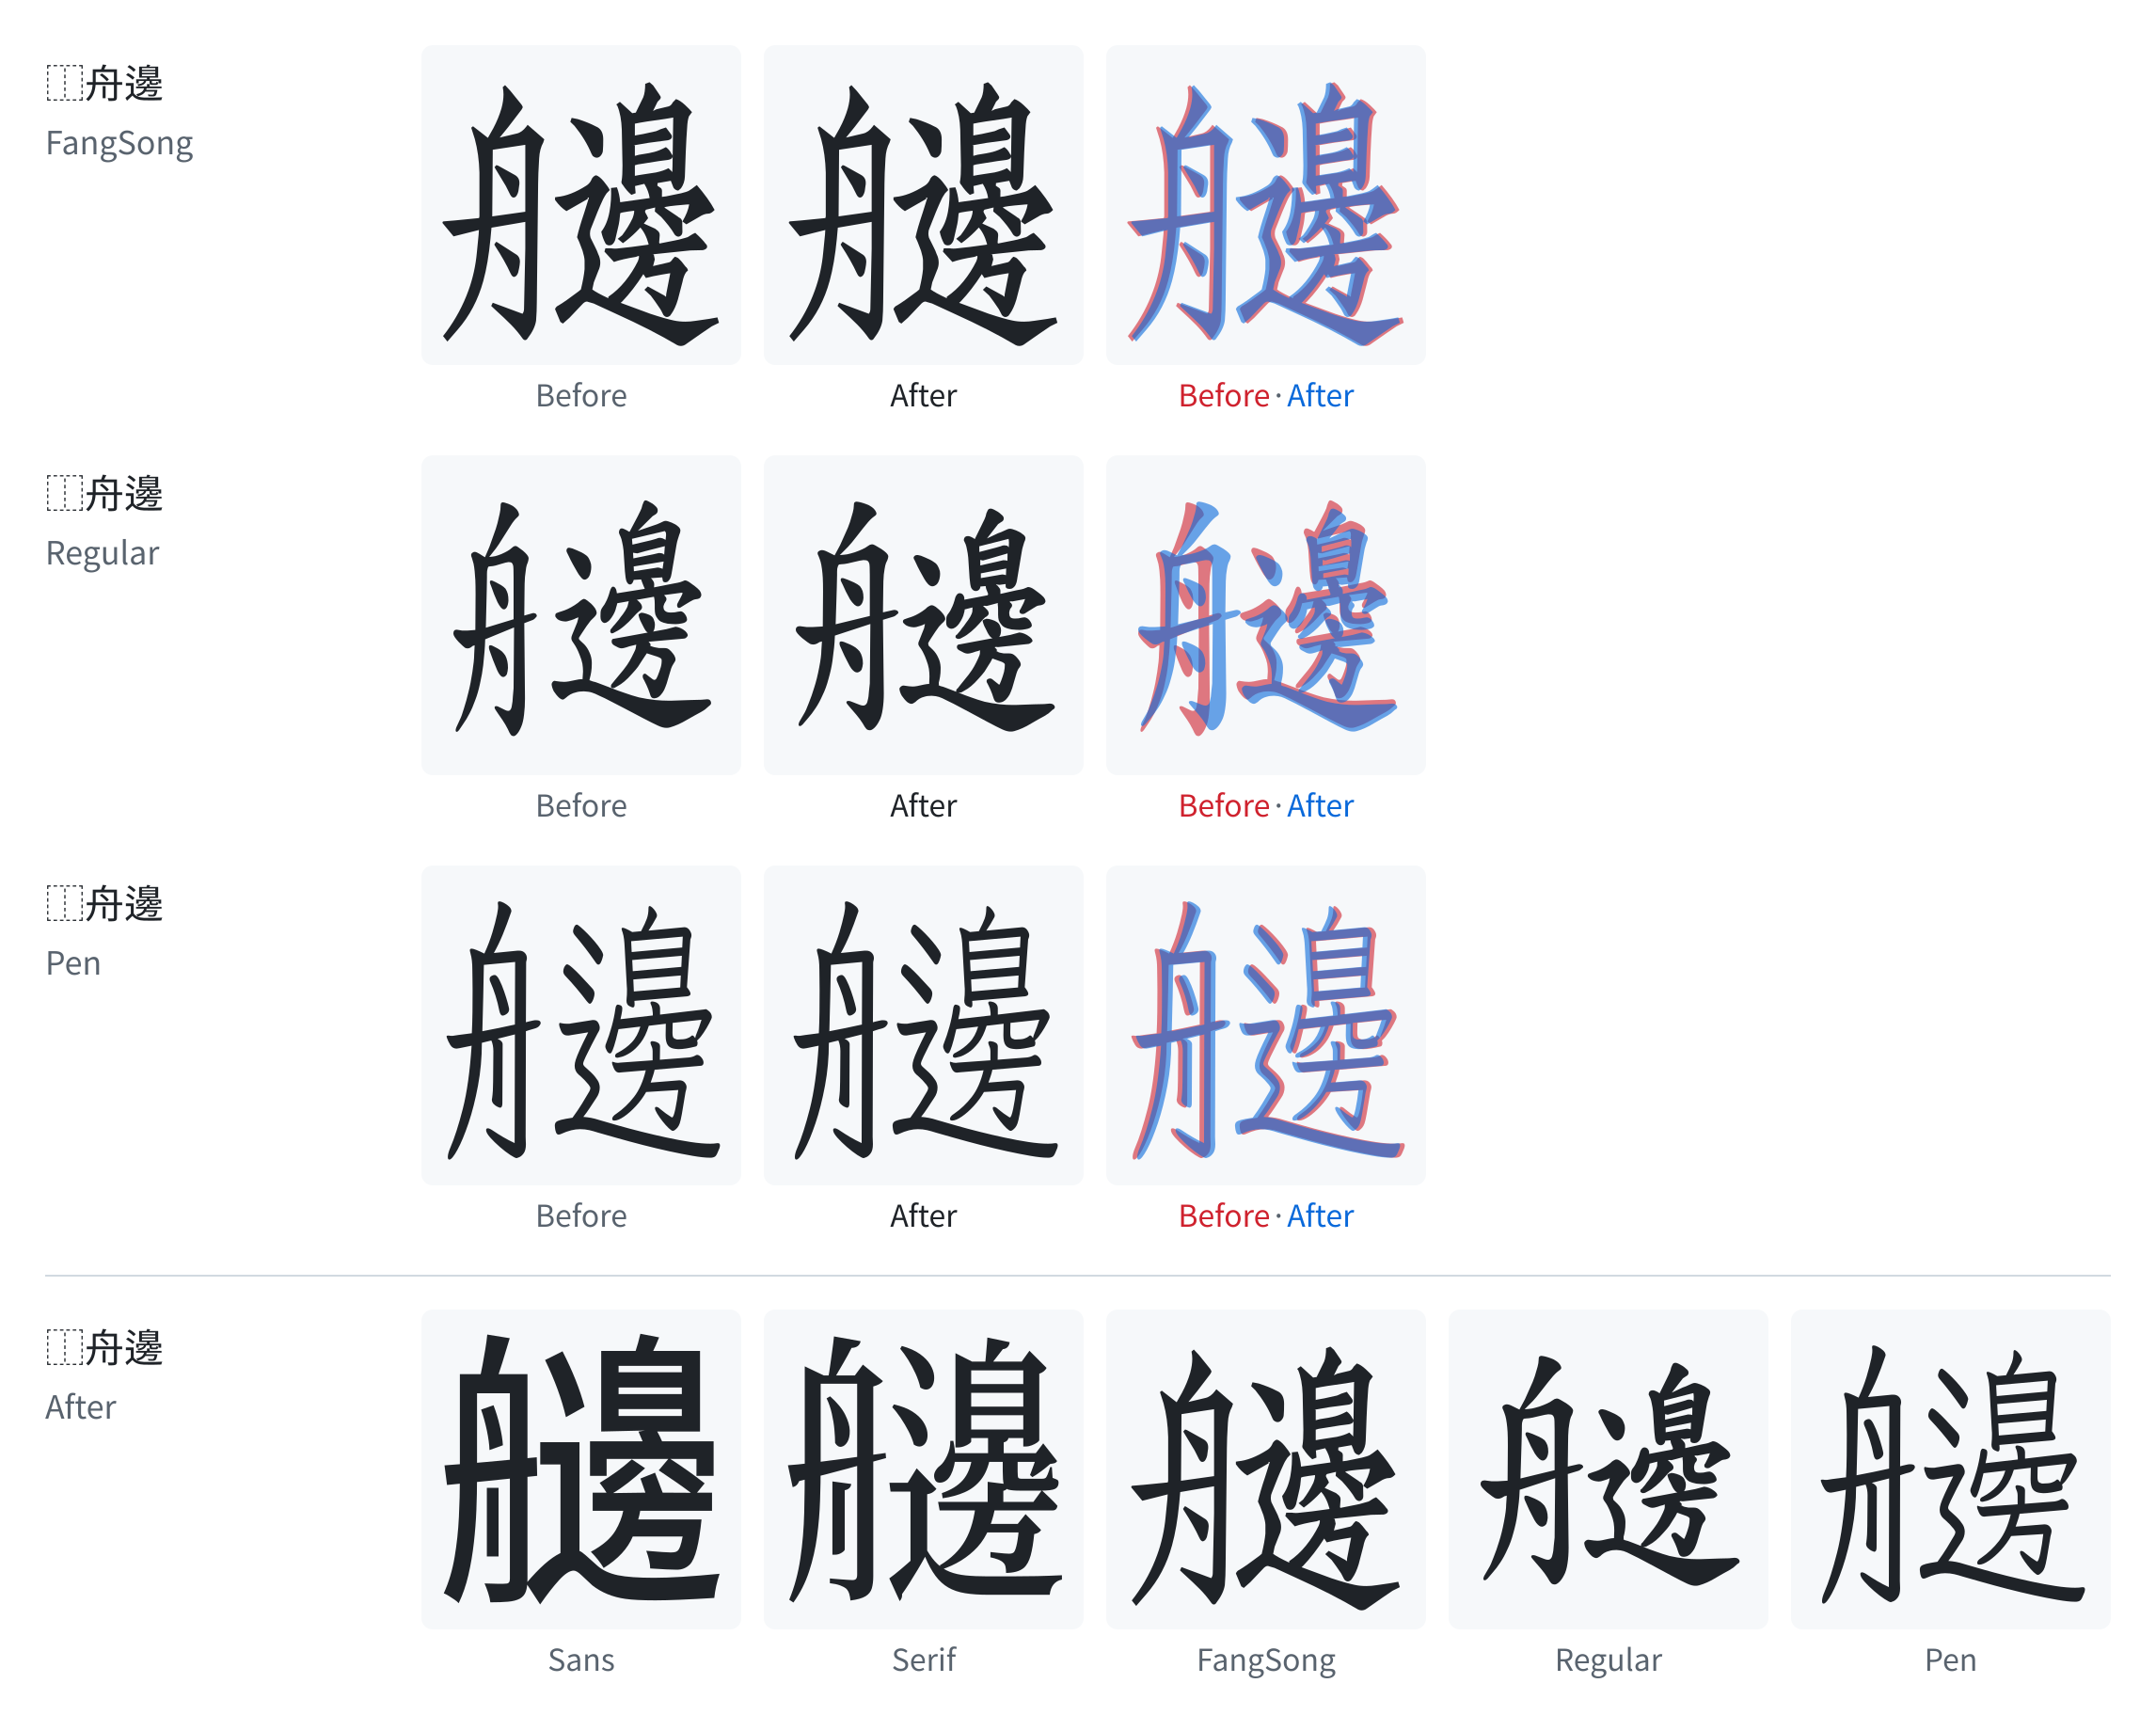 ⿰舟邊
FangSong
Before
After
Before · After
⿰舟邊
Regular
Before
After
Before · After
⿰舟邊
Pen
Before
After
Before · After
⿰舟邊
After
Sans
Serif
FangSong
Regular
Pen